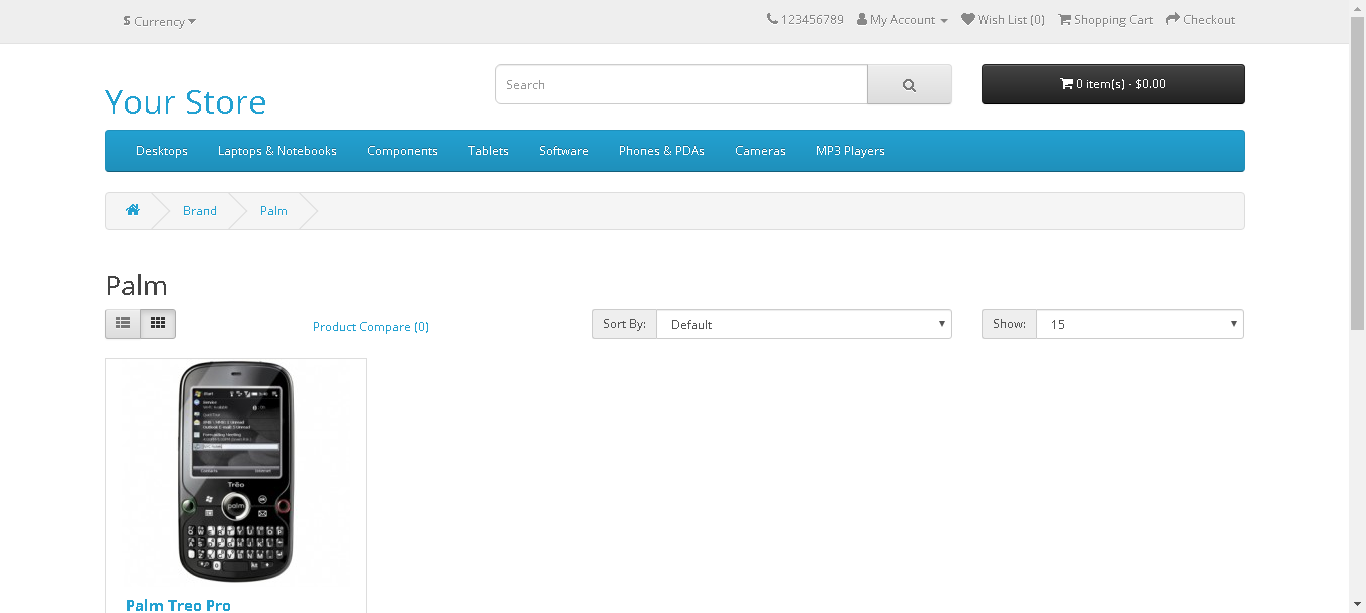 $ Currency
123456789 My Account Wish List (0) Shopping Cart Checkout
Your Store
Search
0 item(s) - $0.00
Desktops Laptops & Notebooks Components Tablets Software Phones & PDAs Cameras MP3 Players
Brand Palm
Palm
Product Compare (0) Sort By: Default Show: 15
Treo
palm
Palm Treo Pro